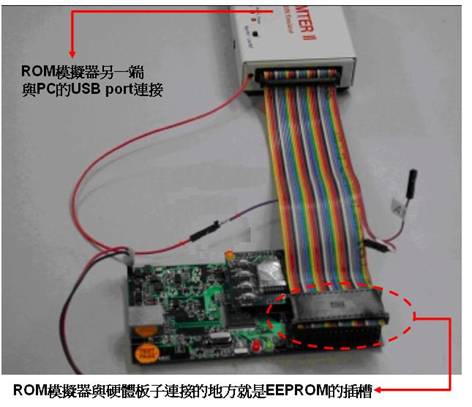 OMTER II
ROM模擬器另一端
與PC的USB port連接
ROM模擬器與硬體板子連接的地方就是EEPROM的插槽